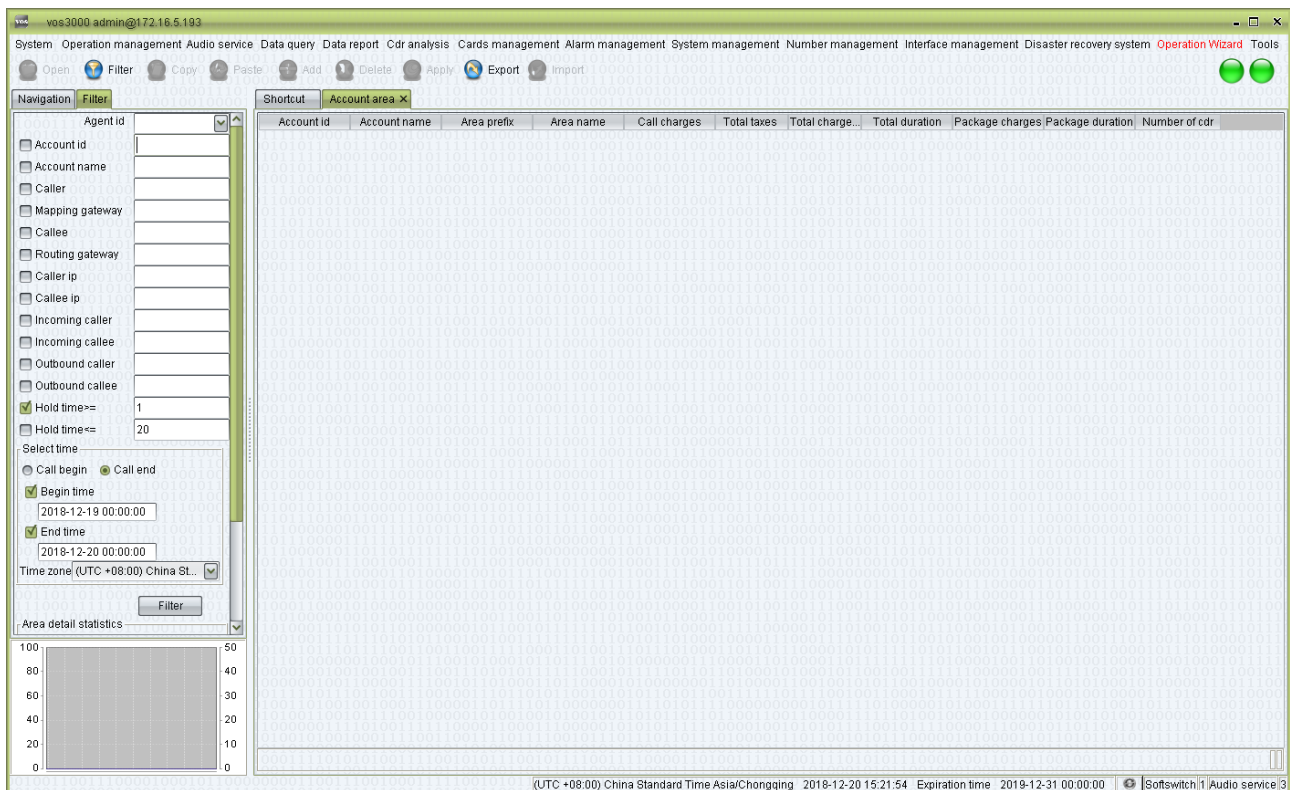 vos vos3000 admin@172.16.5.193
System Operation management Audio service Data query Data report Cdr analysis Cards management Alarm management System management Number management Interface management Disaster recovery system Operation Wizard Tools
Open Filter Copy Paste Add Delete Apply Export Import
Navigation Filter
Shortcut Account area
Agent id
Account id
Account name
Caller
Mapping gateway
Callee
Routing gateway
Caller ip
Callee ip
Incoming caller
Incoming callee
Outbound caller
Outbound callee
Hold time>= 1
Hold time<= 20
Select time
Call begin Call end
Begin time
2018-12-19 00:00:00
End time
2018-12-20 00:00:00
Time zone (UTC +08:00) China St...
Filter
Area detail statistics
100 50
80 40
60 30
40 20
20 10
0 0
Account id Account name Area prefix Area name Call charges Total taxes Total charge... Total duration Package charges Package duration Number of cdr
(UTC +08:00) China Standard Time Asia/Chongqing 2018-12-20 15:21:54 Expiration time 2019-12-31 00:00:00 Softswitch 1 Audio service 3